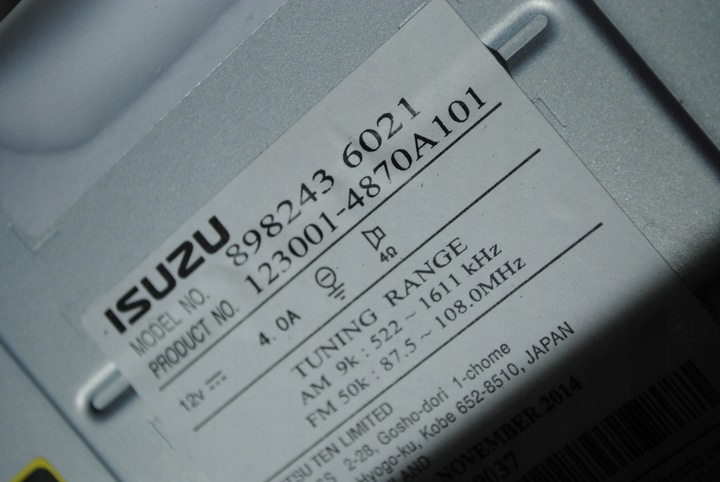 ISUZU
MODEL NO. 898243 6021
PRODUCT NO. 123001-4870A101
12v 4.0A 4Ω
TUNING RANGE
AM 9k : 522 ~ 1611 kHz
FM 50k : 87.5 ~ 108.0MHz
TSU TEN LIMITED
2-28, Gosho-dori 1-chome
Hyogo-ku, Kobe 652-8510, JAPAN
NOVEMBER 2014
0037